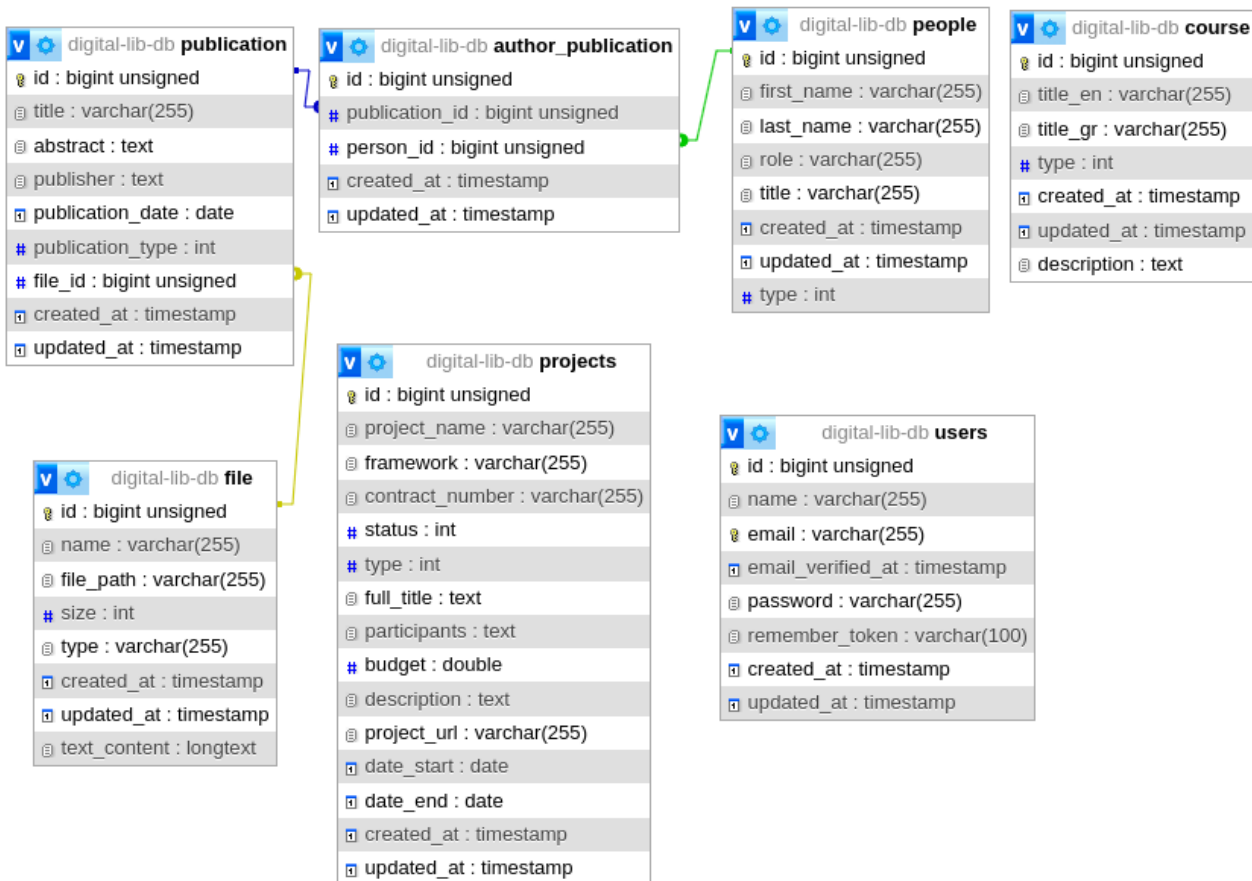 digital-lib-db publication
id : bigint unsigned
title : varchar(255)
abstract : text
publisher : text
publication_date : date
publication_type : int
file_id : bigint unsigned
created_at : timestamp
updated_at : timestamp
digital-lib-db author_publication
id : bigint unsigned
publication_id : bigint unsigned
person_id : bigint unsigned
created_at : timestamp
updated_at : timestamp
digital-lib-db people
id : bigint unsigned
first_name : varchar(255)
last_name : varchar(255)
role : varchar(255)
title : varchar(255)
created_at : timestamp
updated_at : timestamp
type : int
digital-lib-db course
id : bigint unsigned
title_en : varchar(255)
title_gr : varchar(255)
type : int
created_at : timestamp
updated_at : timestamp
description : text
digital-lib-db file
id : bigint unsigned
name : varchar(255)
file_path : varchar(255)
size : int
type : varchar(255)
created_at : timestamp
updated_at : timestamp
text_content : longtext
digital-lib-db projects
id : bigint unsigned
project_name : varchar(255)
framework : varchar(255)
contract_number : varchar(255)
status : int
type : int
full_title : text
participants : text
budget : double
description : text
project_url : varchar(255)
date_start : date
date_end : date
created_at : timestamp
updated_at : timestamp
digital-lib-db users
id : bigint unsigned
name : varchar(255)
email : varchar(255)
email_verified_at : timestamp
password : varchar(255)
remember_token : varchar(100)
created_at : timestamp
updated_at : timestamp